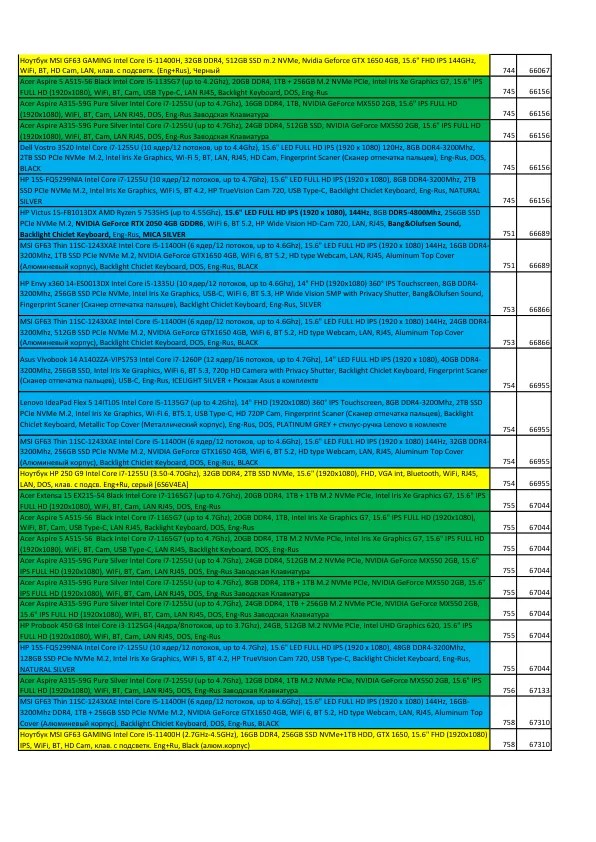 Ноутбук MSI GF63 GAMING Intel Core i5-11400H, 32GB DDR4, 512GB SSD m.2 NVMe, Nvidia Geforce GTX 1650 4GB, 15.6" FHD IPS 144GHz,
WiFi, BT, HD Cam, LAN, клав. с подсветк. (Eng+Rus), Черный 744 66067
Acer Aspire 5 A515-56 Black Intel Core i5-1135G7 (up to 4.2Ghz), 20GB DDR4, 1TB + 256GB M.2 NVMe PCIe, Intel Iris Xe Graphics G7, 15.6" IPS
FULL HD (1920x1080), WiFi, BT, Cam, USB Type-C, LAN RJ45, Backlight Keyboard, DOS, Eng-Rus 745 66156
Acer Aspire A315-59G Pure Silver Intel Core i7-1255U (up to 4.7Ghz), 16GB DDR4, 1TB, NVIDIA GeForce MX550 2GB, 15.6" IPS FULL HD
(1920x1080), WiFi, BT, Cam, LAN RJ45, DOS, Eng-Rus Заводская Клавиатура 745 66156
Acer Aspire A315-59G Pure Silver Intel Core i7-1255U (up to 4.7Ghz), 24GB DDR4, 512GB SSD, NVIDIA GeForce MX550 2GB, 15.6" IPS FULL HD
(1920x1080), WiFi, BT, Cam, LAN RJ45, DOS, Eng-Rus Заводская Клавиатура 745 66156
Dell Vostro 3520 Intel Core i7-1255U (10 ядер/12 потоков, up to 4.4Ghz), 15.6" LED FULL HD IPS (1920x1080) 120Hz, 8GB DDR4-3200Mhz,
2TB SSD PCIe NVMe M.2, Intel Iris Xe Graphics, Wi-Fi 5, BT, LAN, RJ45, HD Cam, Fingerprint Scaner (Сканер отпечатка пальцев), Eng-Rus, DOS,
BLACK 745 66156
HP 15S-FQ5299NIA Intel Core i7-1255U (10 ядер/12 потоков, up to 4.7Ghz), 15.6" LED FULL HD IPS (1920x1080), 8GB DDR4-3200Mhz, 2TB
SSD PCIe NVMe M.2, Intel Iris Xe Graphics, WiFi 5, BT 4.2, HP TrueVision Cam 720, USB Type-C, Backlight Chiclet Keyboard, Eng-Rus, NATURAL
SILVER 745 66156
HP Victus 15-FB1013DX AMD Ryzen 5 7535HS (up to 4.55Ghz), 15.6" LED FULL HD IPS (1920 x 1080), 144Hz, 8GB DDR5-4800Mhz, 256GB SSD
PCIe NVMe M.2, NVIDIA GeForce RTX 2050 4GB GDDR6, WiFi 6, BT 5.2, HP Wide Vision HD-Cam 720, LAN, RJ45, Bang&Olufsen Sound,
Backlight Chiclet Keyboard, Eng-Rus, MICA SILVER 751 66689
MSI GF63 Thin 11SC-1243XAE Intel Core i5-11400H (6 ядер/12 потоков, up to 4.6Ghz), 15.6" LED FULL HD IPS (1920 x 1080) 144Hz, 16GB DDR4-
3200Mhz, 1TB SSD PCIe NVMe M.2, NVIDIA GeForce GTX1650 4GB, WiFi 6, BT 5.2, HD type Webcam, LAN, RJ45, Aluminum Top Cover
(Алюминевый корпус), Backlight Chiclet Keyboard, DOS, Eng-Rus, BLACK 751 66689
HP Envy x360 14-ES0013DX Intel Core i5-1335U (10 ядер/12 потоков, up to 4.6Ghz), 14" FHD (1920x1080) 360° IPS Touchscreen, 8GB DDR4-
3200Mhz, 256GB SSD PCIe NVMe, Intel Iris Xe Graphics, USB-C, WiFi 6, BT 5.3, HP Wide Vision 5MP with Privacy Shutter, Bang&Olufsen Sound,
Fingerprint Scaner (Сканер отпечатка пальцев), Backlight Chiclet Keyboard, Eng-Rus, SILVER 753 66866
MSI GF63 Thin 11SC-1243XAE Intel Core i5-11400H (6 ядер/12 потоков, up to 4.6Ghz), 15.6" LED FULL HD IPS (1920 x 1080) 144Hz, 24GB DDR4-
3200Mhz, 512GB SSD PCIe NVMe M.2, NVIDIA GeForce GTX1650 4GB, WiFi 6, BT 5.2, HD type Webcam, LAN, RJ45, Aluminum Top Cover
(Алюминевый корпус), Backlight Chiclet Keyboard, DOS, Eng-Rus, BLACK 753 66866
Asus Vivobook 14 A1402ZA-VIPS753 Intel Core i7-1260P (12 ядер/16 потоков, up to 4.7Ghz), 14" LED FULL HD IPS (1920x1080), 40GB DDR4-
3200Mhz, 256GB SSD, Intel Iris Xe Graphics, WiFi 6, BT 5.3, 720p HD Camera with Privacy Shutter, Backlight Keyboard, Fingerprint Scaner
(Сканер отпечатка пальцев), USB-C, Eng-Rus, ICELIGHT SILVER + Рюкзак Asus в комплекте 754 66955
Lenovo IdeaPad Flex 5 14ITL05 Intel Core i5-1135G7 (up to 4.2Ghz), 14" FHD (1920x1080) 360° IPS Touchscreen, 8GB DDR4-3200Mhz, 2TB SSD
PCIe NVMe M.2, Intel Iris Xe Graphics, Wi-Fi 6, BT5.1, USB Type-C, HD 720P Cam, Fingerprint Scaner (Сканер отпечатка пальцев), Backlight
Chiclet Keyboard, Metallic Top Cover (Металлический корпус), Eng-Rus, DOS, PLATINUM GREY + стилус-ручка Lenovo в комлекте 754 66955
MSI GF63 Thin 11SC-1243XAE Intel Core i5-11400H (6 ядер/12 потоков, up to 4.6Ghz), 15.6" LED FULL HD IPS (1920 x 1080) 144Hz, 32GB DDR4-
3200Mhz, 256GB SSD PCIe NVMe M.2, NVIDIA GeForce GTX1650 4GB, WiFi 6, BT 5.2, HD type Webcam, LAN, RJ45, Aluminum Top Cover
(Алюминевый корпус), Backlight Chiclet Keyboard, DOS, Eng-Rus, BLACK 754 66955
Ноутбук HP 250 G9 Intel Core i7-1255U (3.50-4.70Ghz), 32GB DDR4, 2TB SSD NVMe, 15.6" (1920x1080), FHD, VGA int, Bluetooth, WiFi, RJ45,
LAN, DOS, клав. с подсв. Eng+Ru, серый [6S6V4EA] 754 66955
Acer Extensa 15 EX215-54 Black Intel Core i7-1165G7 (up to 4.7Ghz), 20GB DDR4, 1TB + 1TB M.2 NVMe PCIe, Intel Iris Xe Graphics G7, 15.6" IPS
FULL HD (1920x1080), WiFi, BT, Cam, LAN RJ45, DOS, Eng-Rus 755 67044
Acer Aspire 5 A515-56 Black Intel Core i7-1165G7 (up to 4.7Ghz), 20GB DDR4, 1TB, Intel Iris Xe Graphics G7, 15.6" IPS FULL HD (1920x1080),
WiFi, BT, Cam, USB Type-C, LAN RJ45, Backlight Keyboard, DOS, Eng-Rus 755 67044
Acer Aspire 5 A515-56 Black Intel Core i7-1165G7 (up to 4.7Ghz), 20GB DDR4, 1TB M.2 NVMe PCIe, Intel Iris Xe Graphics G7, 15.6" IPS FULL HD
(1920x1080), WiFi, BT, Cam, USB Type-C, LAN RJ45, Backlight Keyboard, DOS, Eng-Rus 755 67044
Acer Aspire A315-59G Pure Silver Intel Core i7-1255U (up to 4.7Ghz), 24GB DDR4, 512GB M.2 NVMe PCIe, NVIDIA GeForce MX550 2GB, 15.6"
IPS FULL HD (1920x1080), WiFi, BT, Cam, LAN RJ45, DOS, Eng-Rus Заводская Клавиатура 755 67044
Acer Aspire A315-59G Pure Silver Intel Core i7-1255U (up to 4.7Ghz), 8GB DDR4, 1TB + 1TB M.2 NVMe PCIe, NVIDIA GeForce MX550 2GB, 15.6"
IPS FULL HD (1920x1080), WiFi, BT, Cam, LAN RJ45, DOS, Eng-Rus Заводская Клавиатура 755 67044
Acer Aspire A315-59G Pure Silver Intel Core i7-1255U (up to 4.7Ghz), 24GB DDR4, 1TB + 256GB M.2 NVMe PCIe, NVIDIA GeForce MX550 2GB,
15.6" IPS FULL HD (1920x1080), WiFi, BT, Cam, LAN RJ45, DOS, Eng-Rus Заводская Клавиатура 755 67044
HP Probook 450 G8 Intel Core i3-1125G4 (4ядра/8потоков, up to 3.7Ghz), 24GB, 512GB M.2 NVMe PCIe, Intel UHD Graphics 620, 15.6" IPS
FULL HD (1920x1080), WiFi, BT, Cam, LAN RJ45, DOS, Eng-Rus 755 67044
HP 15S-FQ5299NIA Intel Core i7-1255U (10 ядер/12 потоков, up to 4.7Ghz), 15.6" LED FULL HD IPS (1920x1080), 48GB DDR4-3200Mhz,
128GB SSD PCIe NVMe M.2, Intel Iris Xe Graphics, WiFi 5, BT 4.2, HP TrueVision Cam 720, USB Type-C, Backlight Chiclet Keyboard, Eng-Rus,
NATURAL SILVER 755 67044
Acer Aspire A315-59G Pure Silver Intel Core i7-1255U (up to 4.7Ghz), 12GB DDR4, 1TB M.2 NVMe PCIe, NVIDIA GeForce MX550 2GB, 15.6" IPS
FULL HD (1920x1080), WiFi, BT, Cam, LAN RJ45, DOS, Eng-Rus Заводская Клавиатура 756 67133
MSI GF63 Thin 11SC-1243XAE Intel Core i5-11400H (6 ядер/12 потоков, up to 4.6Ghz), 15.6" LED FULL HD IPS (1920 x 1080) 144Hz, 16GB-
3200Mhz DDR4, 1TB + 256GB SSD PCIe NVMe M.2, NVIDIA GeForce GTX1650 4GB, WiFi 6, BT 5.2, HD type Webcam, LAN, RJ45, Aluminum Top
Cover (Алюминевый корпус), Backlight Chiclet Keyboard, DOS, Eng-Rus, BLACK 758 67310
Ноутбук MSI GF63 GAMING Intel Core i5-11400H (2.7GHz-4.5GHz), 16GB DDR4, 256GB SSD NVMe+1TB HDD, GTX 1650, 15.6" FHD (1920x1080)
IPS, WiFi, BT, HD Cam, клав. с подсветк. Eng+Ru, Black (алюм.корпус) 758 67310